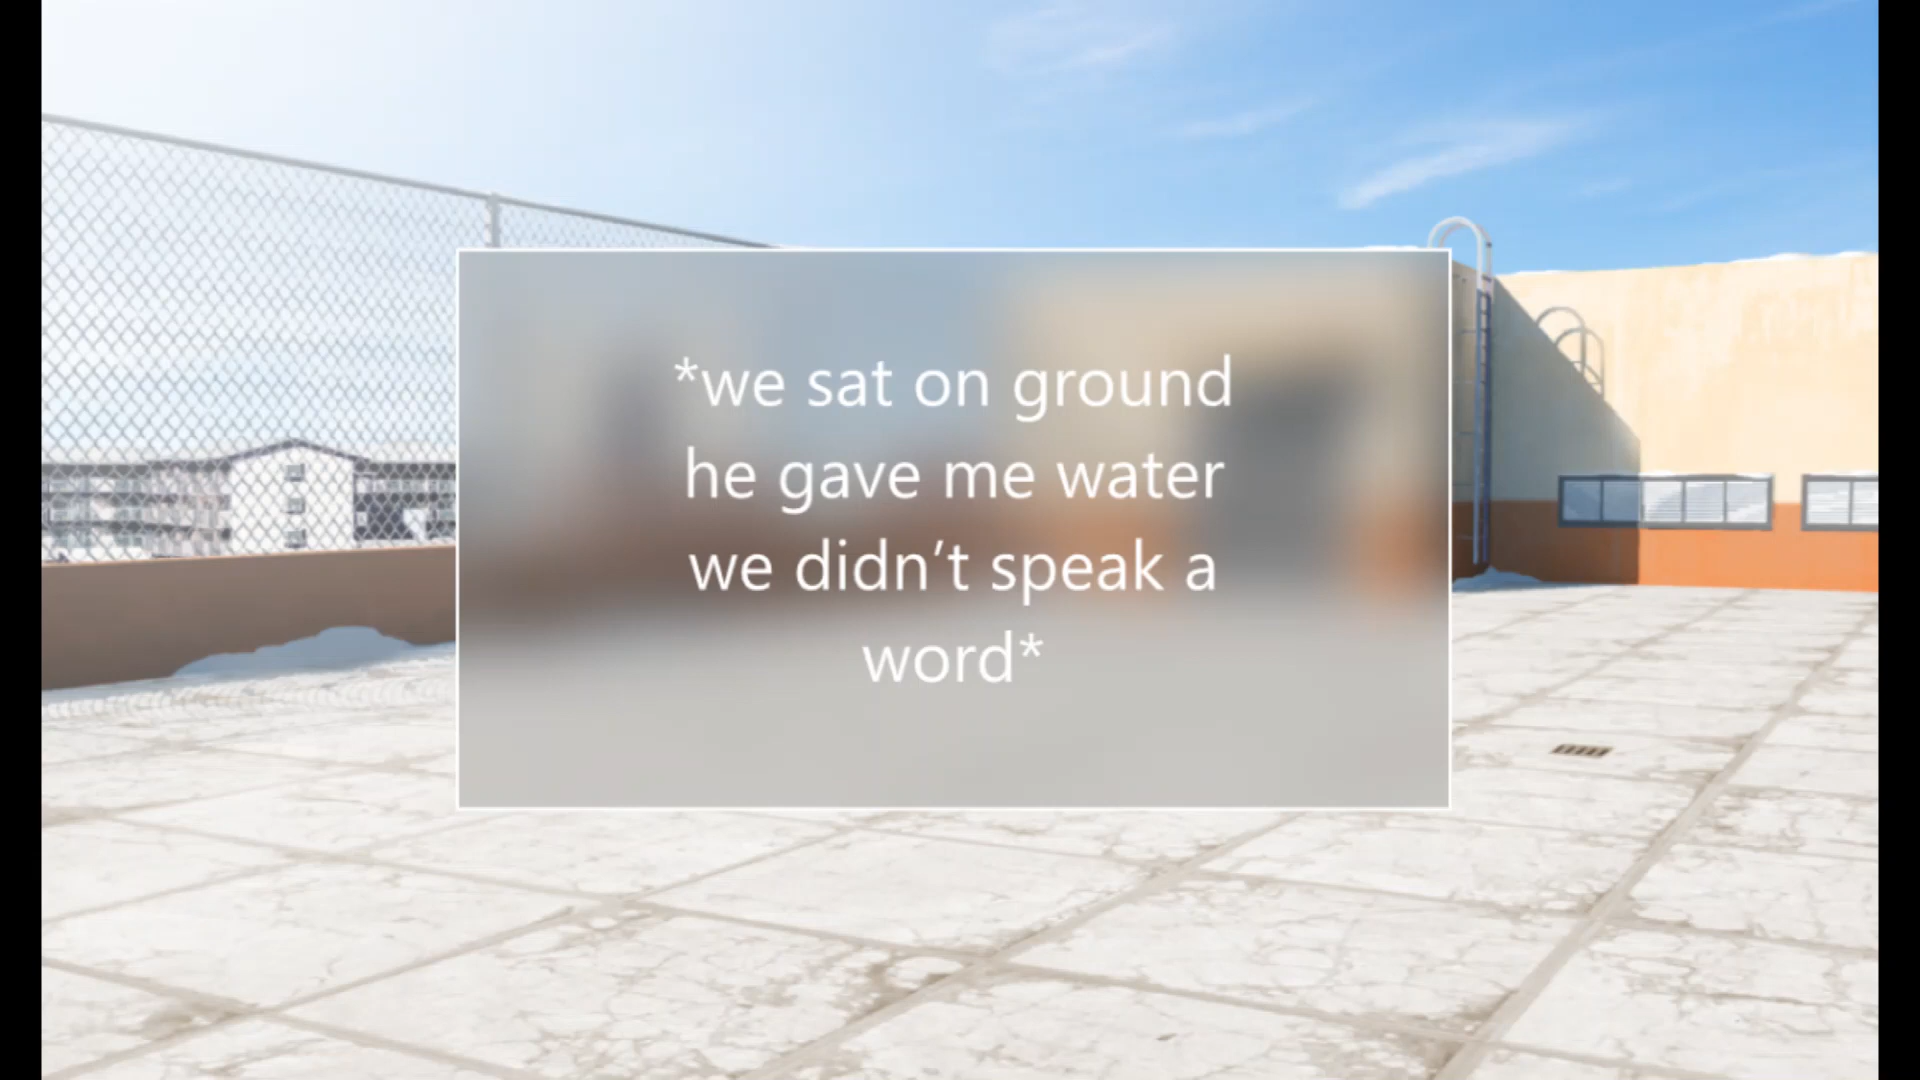 *we sat on ground
he gave me water
we didn’t speak a
word*